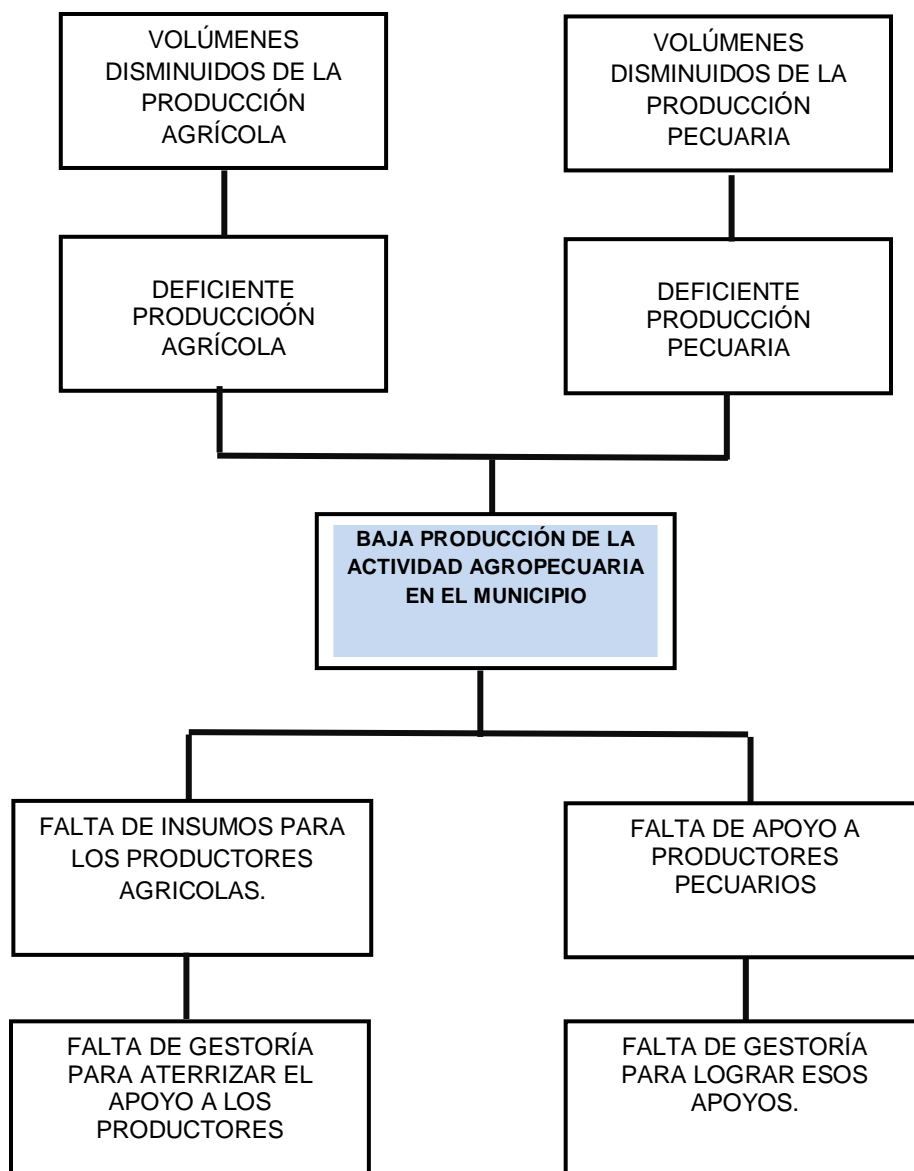 VOLÚMENES
DISMINUIDOS DE LA
PRODUCCIÓN
AGRÍCOLA
VOLÚMENES
DISMINUIDOS DE LA
PRODUCCIÓN
PECUARIA
DEFICIENTE
PRODUCCIOÓN
AGRÍCOLA
DEFICIENTE
PRODUCCIÓN
PECUARIA
BAJA PRODUCCIÓN DE LA
ACTIVIDAD AGROPECUARIA
EN EL MUNICIPIO
FALTA DE INSUMOS PARA
LOS PRODUCTORES
AGRICOLAS.
FALTA DE APOYO A
PRODUCTORES
PECUARIOS
FALTA DE GESTORÍA
PARA ATERRIZAR EL
APOYO A LOS
PRODUCTORES
FALTA DE GESTORÍA
PARA LOGRAR ESOS
APOYOS.